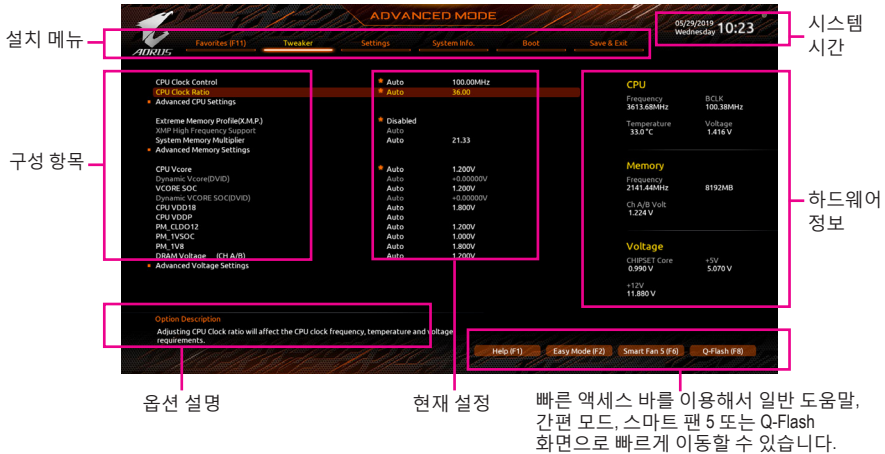 ADVANCED MODE
05/29/2019
Wednesday 10:23
시스템
시간
설치 메뉴
AORUS
Favorites (F11) Tweaker Settings System Info. Boot Save & Exit
구성 항목
CPU Clock Control Auto 100.00MHz
CPU Clock Ratio Auto 36.00
Advanced CPU Settings
Extreme Memory Profile(X.M.P.) Disabled
XMP High Frequency Support Auto
System Memory Multiplier Auto 21.33
Advanced Memory Settings
CPU Vcore Auto 1.200V
Dynamic Vcore(DVID) Auto +0.00000V
VCORE SOC Auto 1.200V
Dynamic VCORE SOC(DVID) Auto +0.00000V
CPU VDD18 Auto 1.800V
CPU VDDP Auto
PM_CLDO12 Auto 1.200V
PM_1VSOC Auto 1.000V
PM_1V8 Auto 1.800V
DRAM Voltage (CH A/B) Auto 1.200V
Advanced Voltage Settings
CPU
Frequency BCLK
3613.68MHz 100.38MHz
Temperature Voltage
33.0°C 1.416 V
Memory
Frequency
2141.44MHz 8192MB
Ch A/B Volt
1.224 V
Voltage
CHIPSET Core +5V
0.990 V 5.070 V
+12V
11.880 V
하드웨어
정보
Option Description
Adjusting CPU Clock ratio will affect the CPU clock frequency, temperature and voltage
requirements.
Help (F1) Easy Mode (F2) Smart Fan 5 (F6) Q-Flash (F8)
옵션 설명
현재 설정
빠른 액세스 바를 이용해서 일반 도움말,
간편 모드, 스마트 팬 5 또는 Q-Flash
화면으로 빠르게 이동할 수 있습니다.